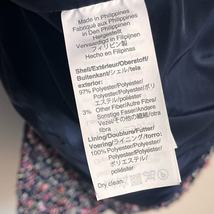 Made in Philippines
Fabriqué aux Philippines
In Den Philippinen
Hergestellt
Vervaardigd in Filipijnen
フィリピン製
Hecho en Filipinas
Shell/Extérieur/Oberstoff/
Buitenkant/シェル/tela
exterior:
97% Polyester/Polyester/
Polyester/Polyester/ポリ
エステル/poliéster
3% Other Fiber/Autre Fibre/
Sonstige Faser/Andere
Vezel/その他の繊維/otra
fibra
Lining/Doublure/Futter/
Voering/ライニング/forro:
100% Polyester/Polyester/
Polyester/Polyester/ポリ
エステル/
poliéster
Dry clean